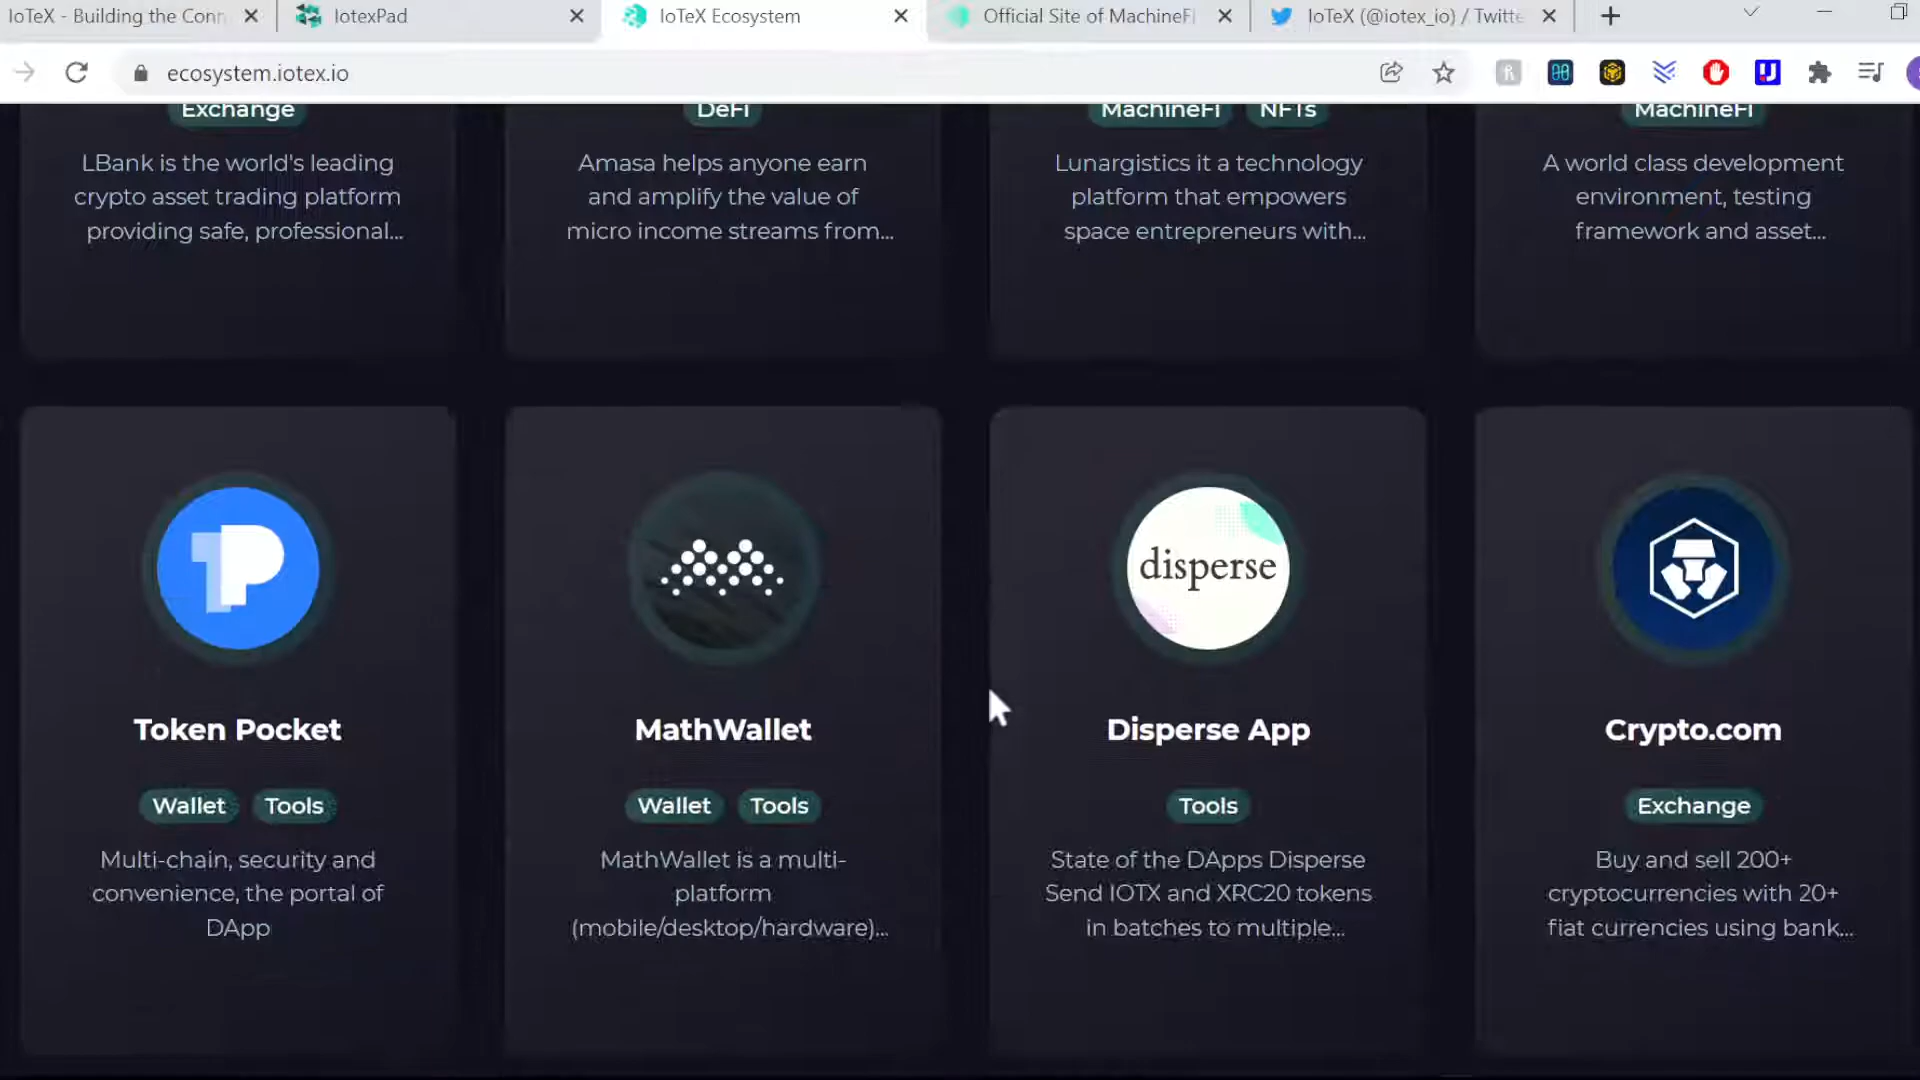 IoTeX - Building the Conn
IotexPad
IoTeX Ecosystem
Official Site of MachineFi
IoTeX (@iotex_io) / Twitte
ecosystem.iotex.io
Exchange
DeFi
MachineFi NFTs
MachineFi
LBank is the world's leading
crypto asset trading platform
providing safe, professional...
Amasa helps anyone earn
and amplify the value of
micro income streams from...
Lunargistics it a technology
platform that empowers
space entrepreneurs with...
A world class development
environment, testing
framework and asset...
disperse
Token Pocket
Wallet Tools
Multi-chain, security and
convenience, the portal of
DApp
MathWallet
Wallet Tools
MathWallet is a multi-
platform
(mobile/desktop/hardware)...
Disperse App
Tools
State of the DApps Disperse
Send IOTX and XRC20 tokens
in batches to multiple...
Crypto.com
Exchange
Buy and sell 200+
cryptocurrencies with 20+
fiat currencies using bank...